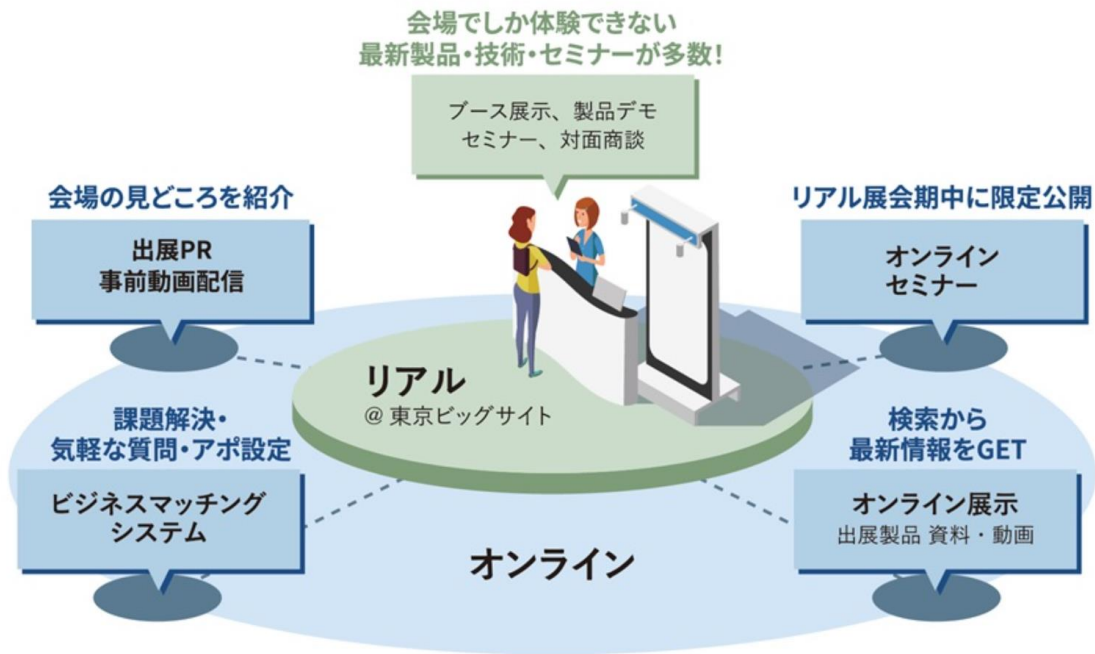 会場でしか体験できない
最新製品・技術・セミナーが多数！
ブース展示、製品デモ
セミナー、対面商談
会場の見どころを紹介
出展PR
事前動画配信
リアル展会期中に限定公開
オンライン
セミナー
リアル
@ 東京ビッグサイト
課題解決・
気軽な質問・アポ設定
ビジネスマッチング
システム
検索から
最新情報をGET
オンライン展示
出展製品 資料・動画
オンライン